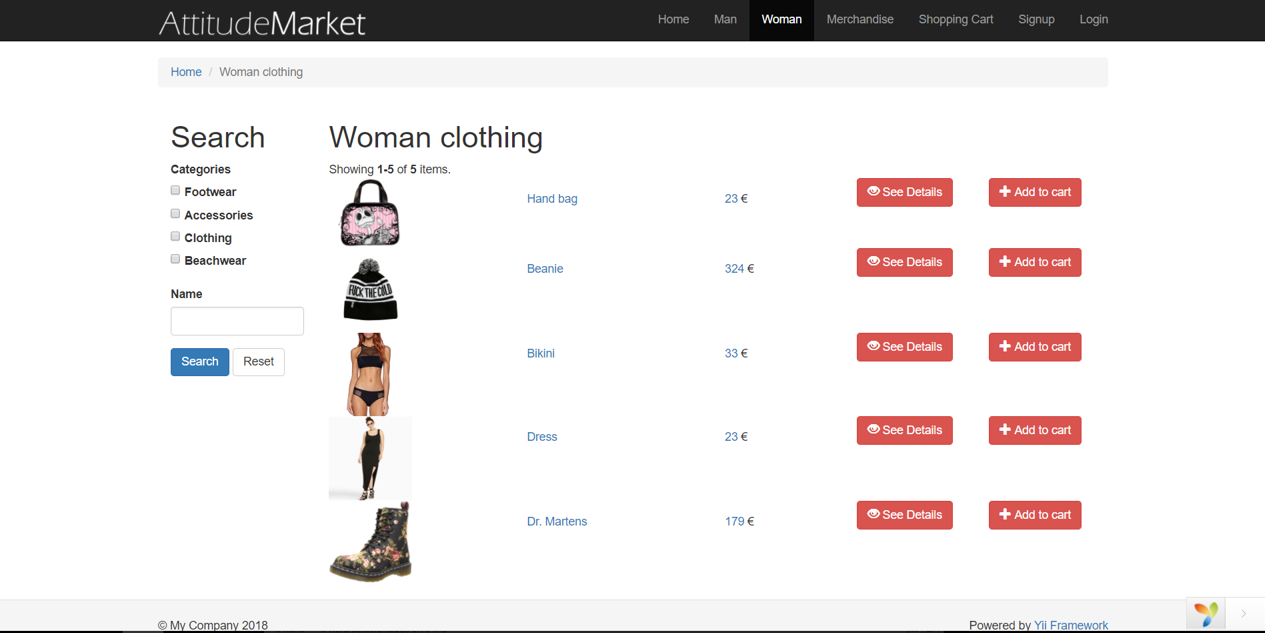 AttitudeMarket
Home Man Woman Merchandise Shopping Cart Signup Login
Home / Woman clothing
Search
Categories
Footwear
Accessories
Clothing
Beachwear
Name
Search Reset
Woman clothing
Showing 1-5 of 5 items.
Hand bag 23 € See Details Add to cart
FUCK THE COLD
Beanie 324 € See Details Add to cart
Bikini 33 € See Details Add to cart
Dress 23 € See Details Add to cart
Dr. Martens 179 € See Details Add to cart
© My Company 2018
Powered by Yii Framework